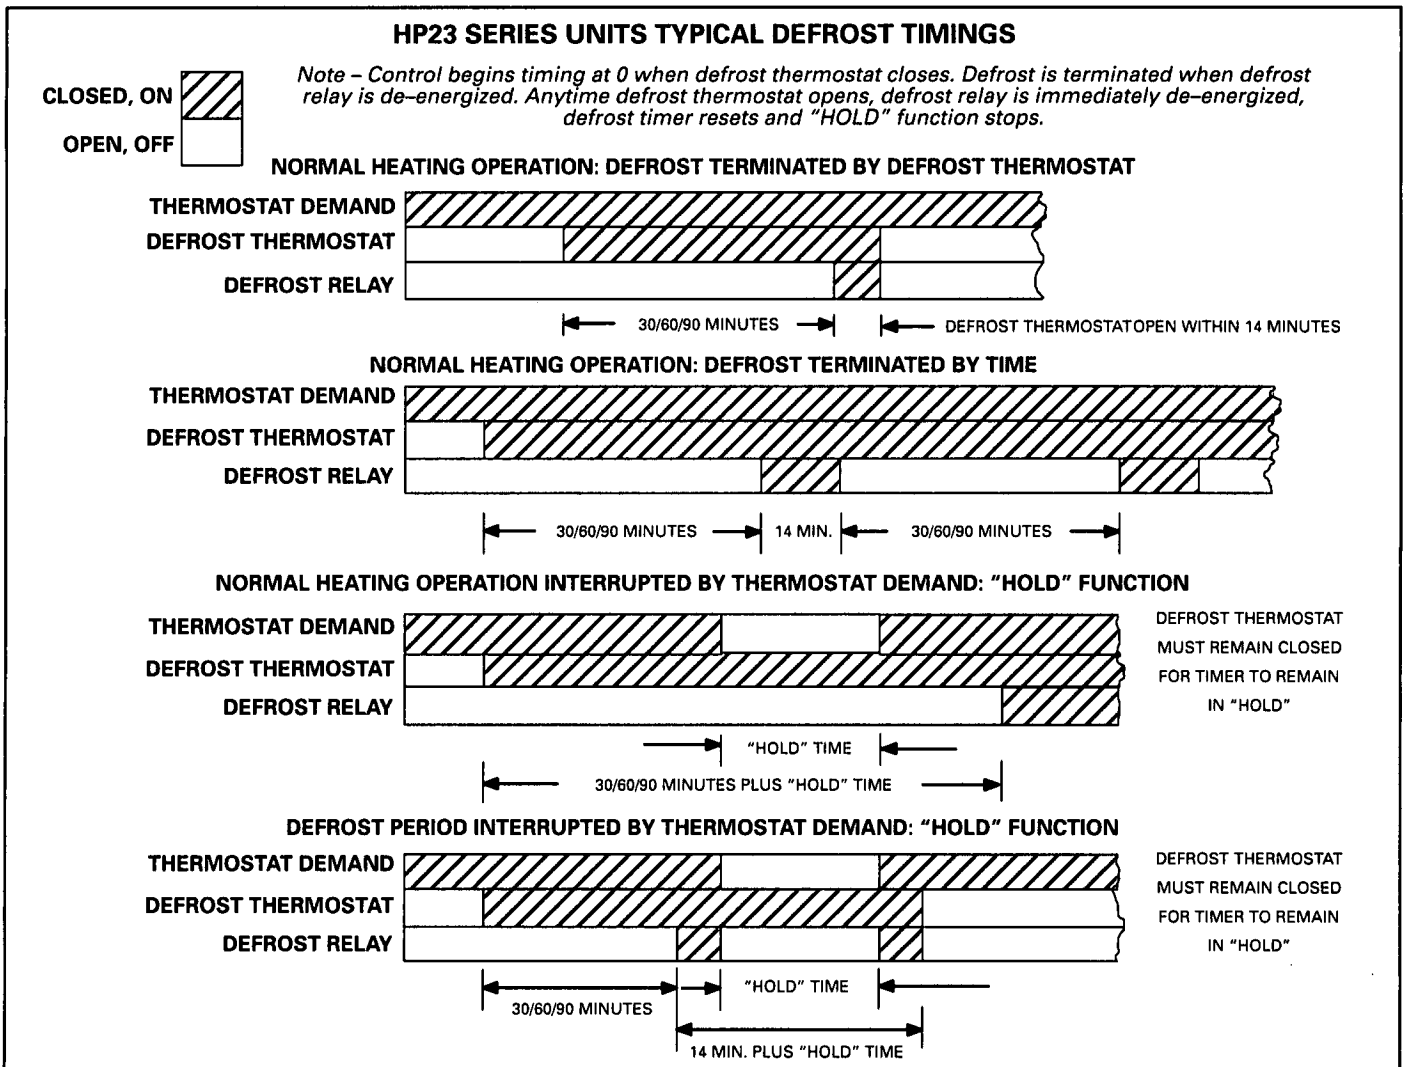 HP23 SERIES UNITS TYPICAL DEFROST TIMINGS
CLOSED, ON
OPEN, OFF
Note – Control begins timing at 0 when defrost thermostat closes. Defrost is terminated when defrost
relay is de–energized. Anytime defrost thermostat opens, defrost relay is immediately de–energized,
defrost timer resets and "HOLD" function stops.
NORMAL HEATING OPERATION: DEFROST TERMINATED BY DEFROST THERMOSTAT
THERMOSTAT DEMAND
DEFROST THERMOSTAT
DEFROST RELAY
30/60/90 MINUTES
DEFROST THERMOSTATOPEN WITHIN 14 MINUTES
NORMAL HEATING OPERATION: DEFROST TERMINATED BY TIME
THERMOSTAT DEMAND
DEFROST THERMOSTAT
DEFROST RELAY
30/60/90 MINUTES
14 MIN.
30/60/90 MINUTES
NORMAL HEATING OPERATION INTERRUPTED BY THERMOSTAT DEMAND: "HOLD" FUNCTION
THERMOSTAT DEMAND
DEFROST THERMOSTAT
DEFROST RELAY
DEFROST THERMOSTAT
MUST REMAIN CLOSED
FOR TIMER TO REMAIN
IN "HOLD"
"HOLD" TIME
30/60/90 MINUTES PLUS "HOLD" TIME
DEFROST PERIOD INTERRUPTED BY THERMOSTAT DEMAND: "HOLD" FUNCTION
THERMOSTAT DEMAND
DEFROST THERMOSTAT
DEFROST RELAY
DEFROST THERMOSTAT
MUST REMAIN CLOSED
FOR TIMER TO REMAIN
IN "HOLD"
"HOLD" TIME
30/60/90 MINUTES
14 MIN. PLUS "HOLD" TIME